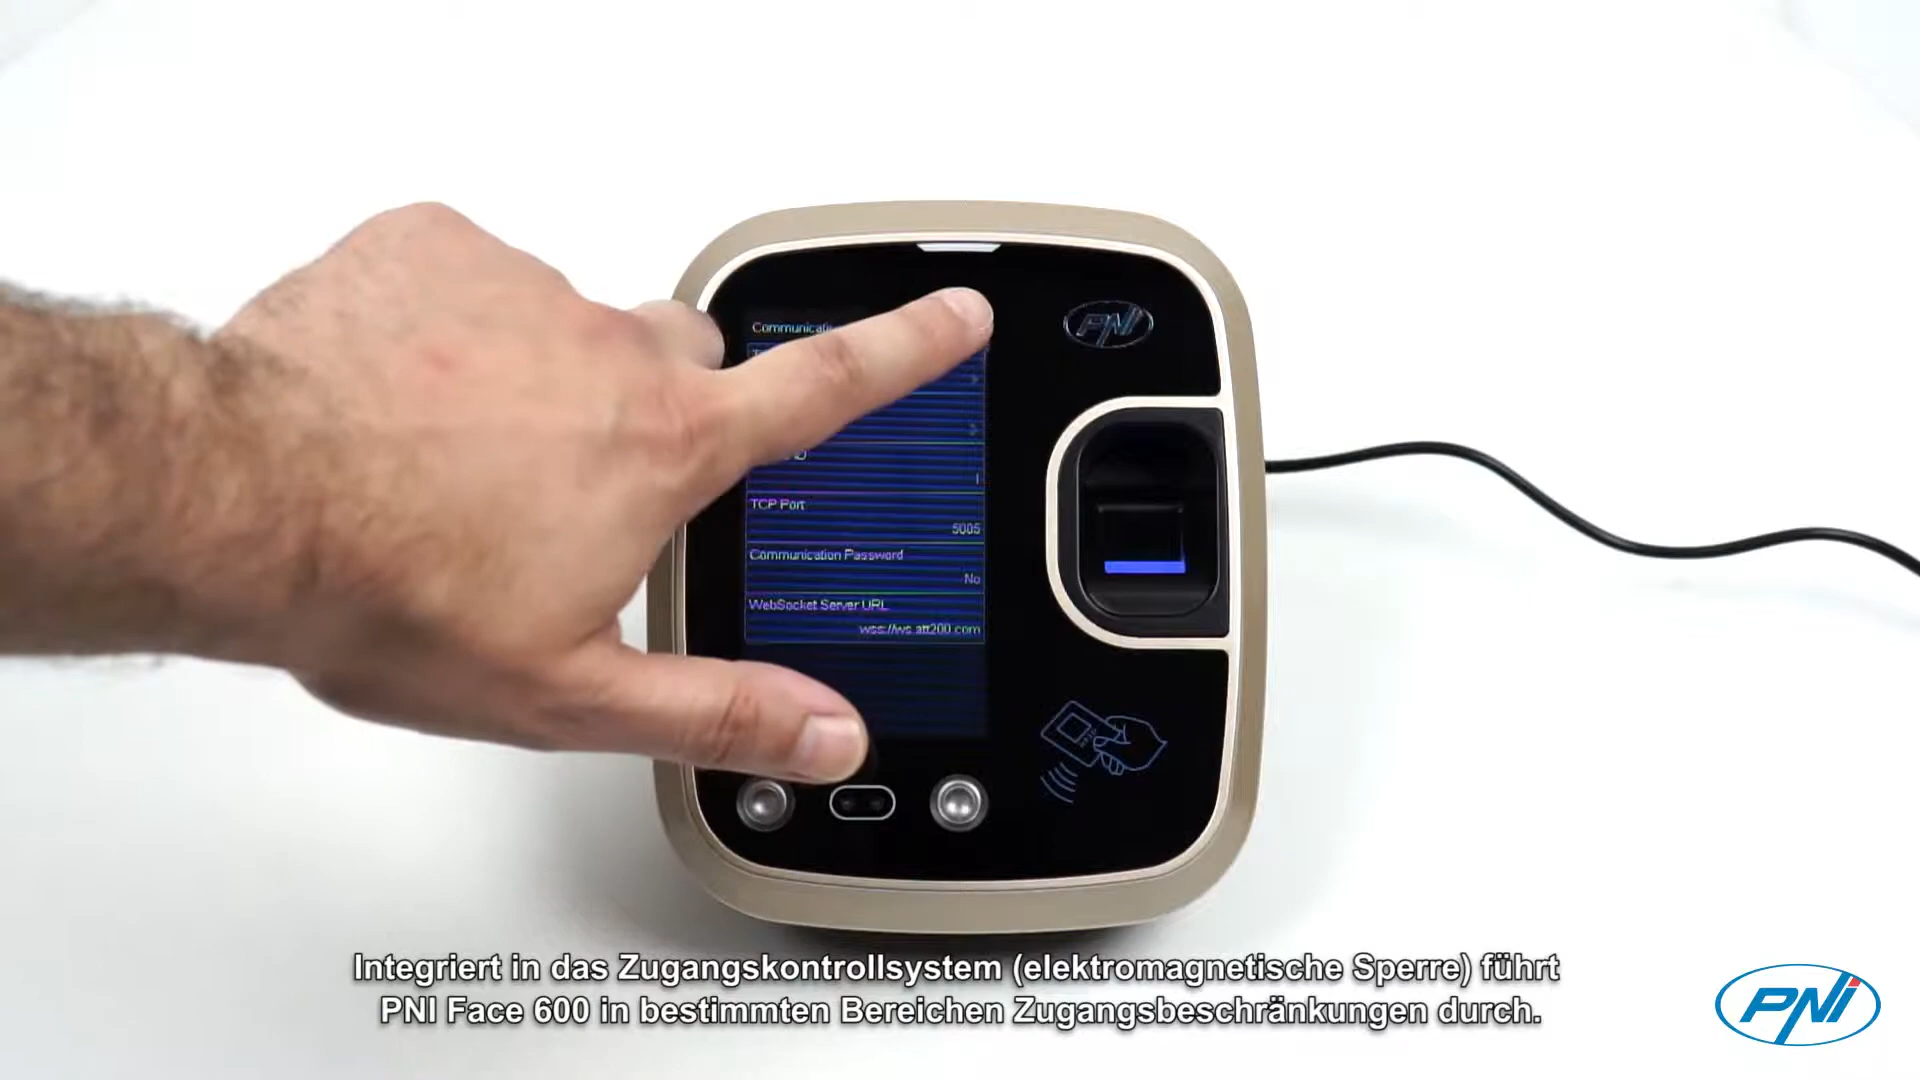 PNI
Communicati
TCP Port
5005
Communication Password
No
WebSocket Server URL
wss://ws.att200.com
Integriert in das Zugangskontrollsystem (elektromagnetische Sperre) führt
PNI Face 600 in bestimmten Bereichen Zugangsbeschränkungen durch.
PNI